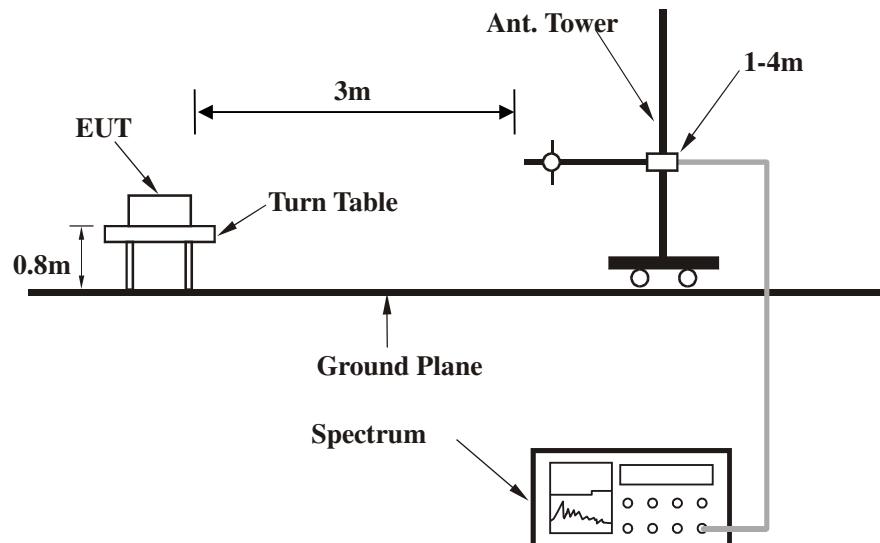 Ant. Tower
1-4m
3m
EUT
Turn Table
0.8m
Ground Plane
Spectrum